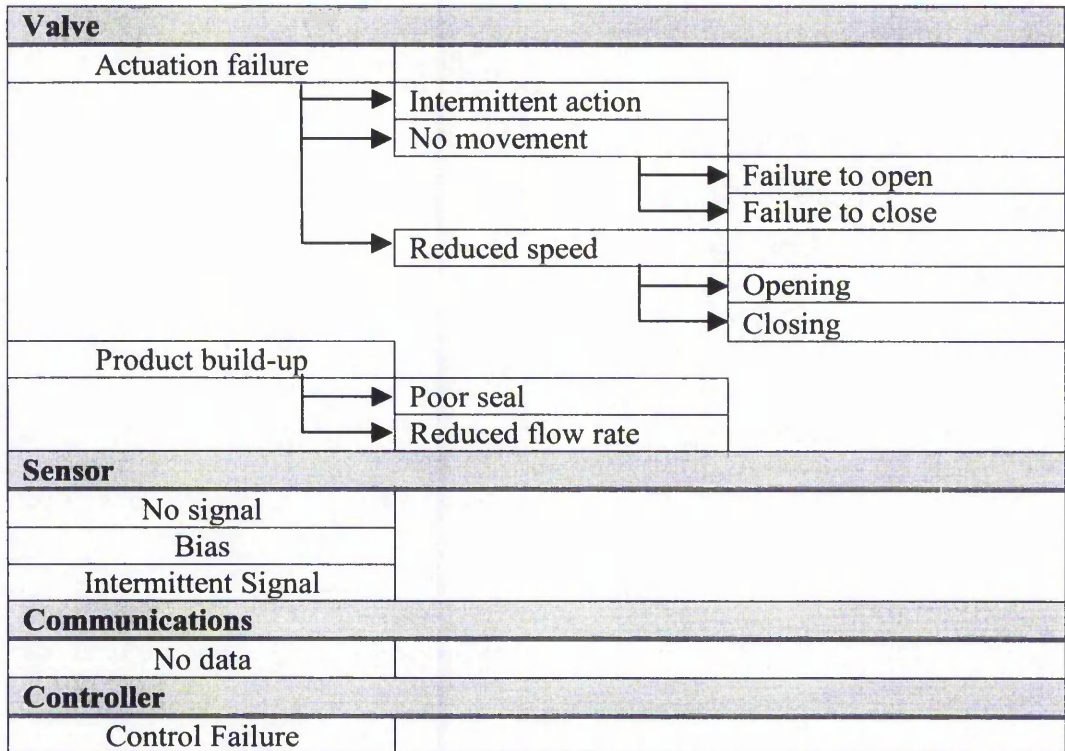 Valve
Actuation failure
Intermittent action
No movement
Failure to open
Failure to close
Reduced speed
Opening
Closing
Product build-up
Poor seal
Reduced flow rate
Sensor
No signal
Bias
Intermittent Signal
Communications
No data
Controller
Control Failure